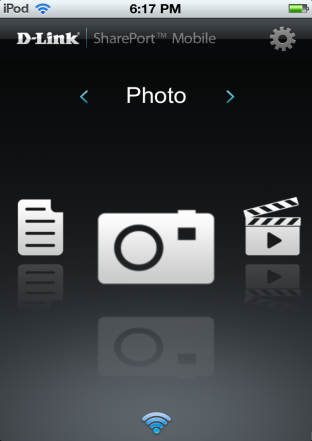 iPod 6:17 PM
D-Link SharePort™ Mobile
< Photo >